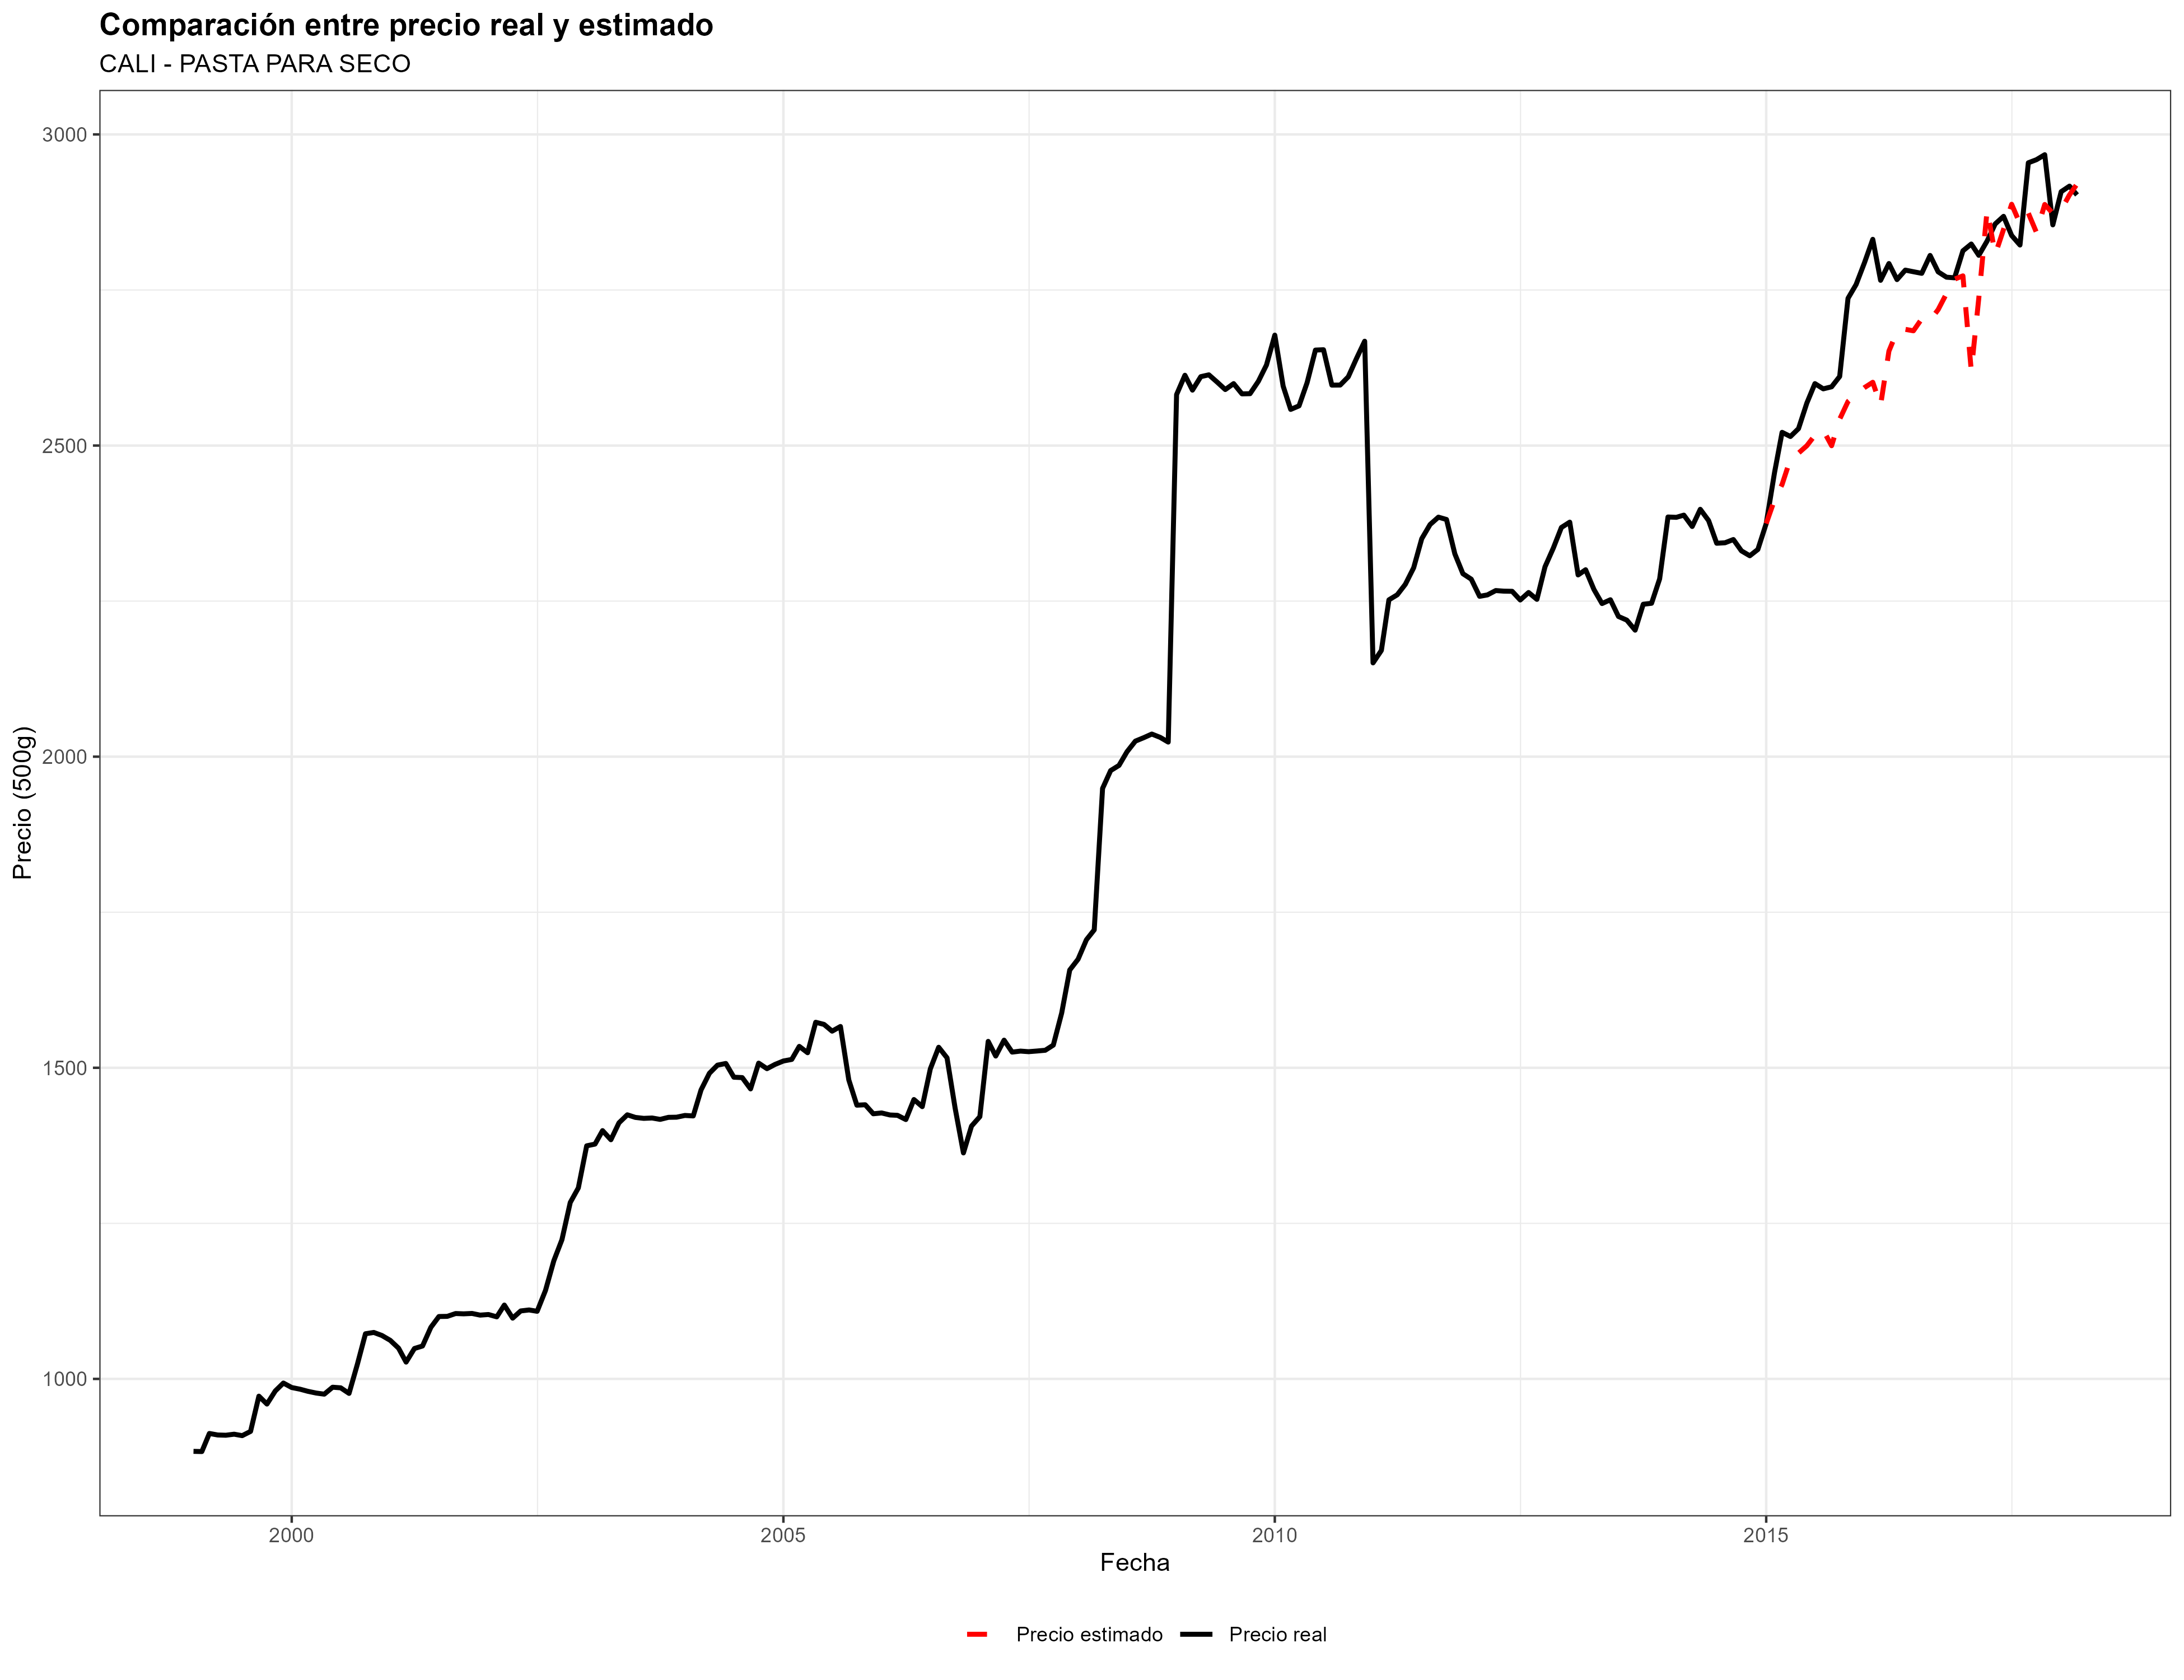 Comparación entre precio real y estimado
CALI - PASTA PARA SECO
3000
2500
2000
1500
1000
Precio (500g)
2000 2005 2010 2015
Fecha
Precio estimado Precio real